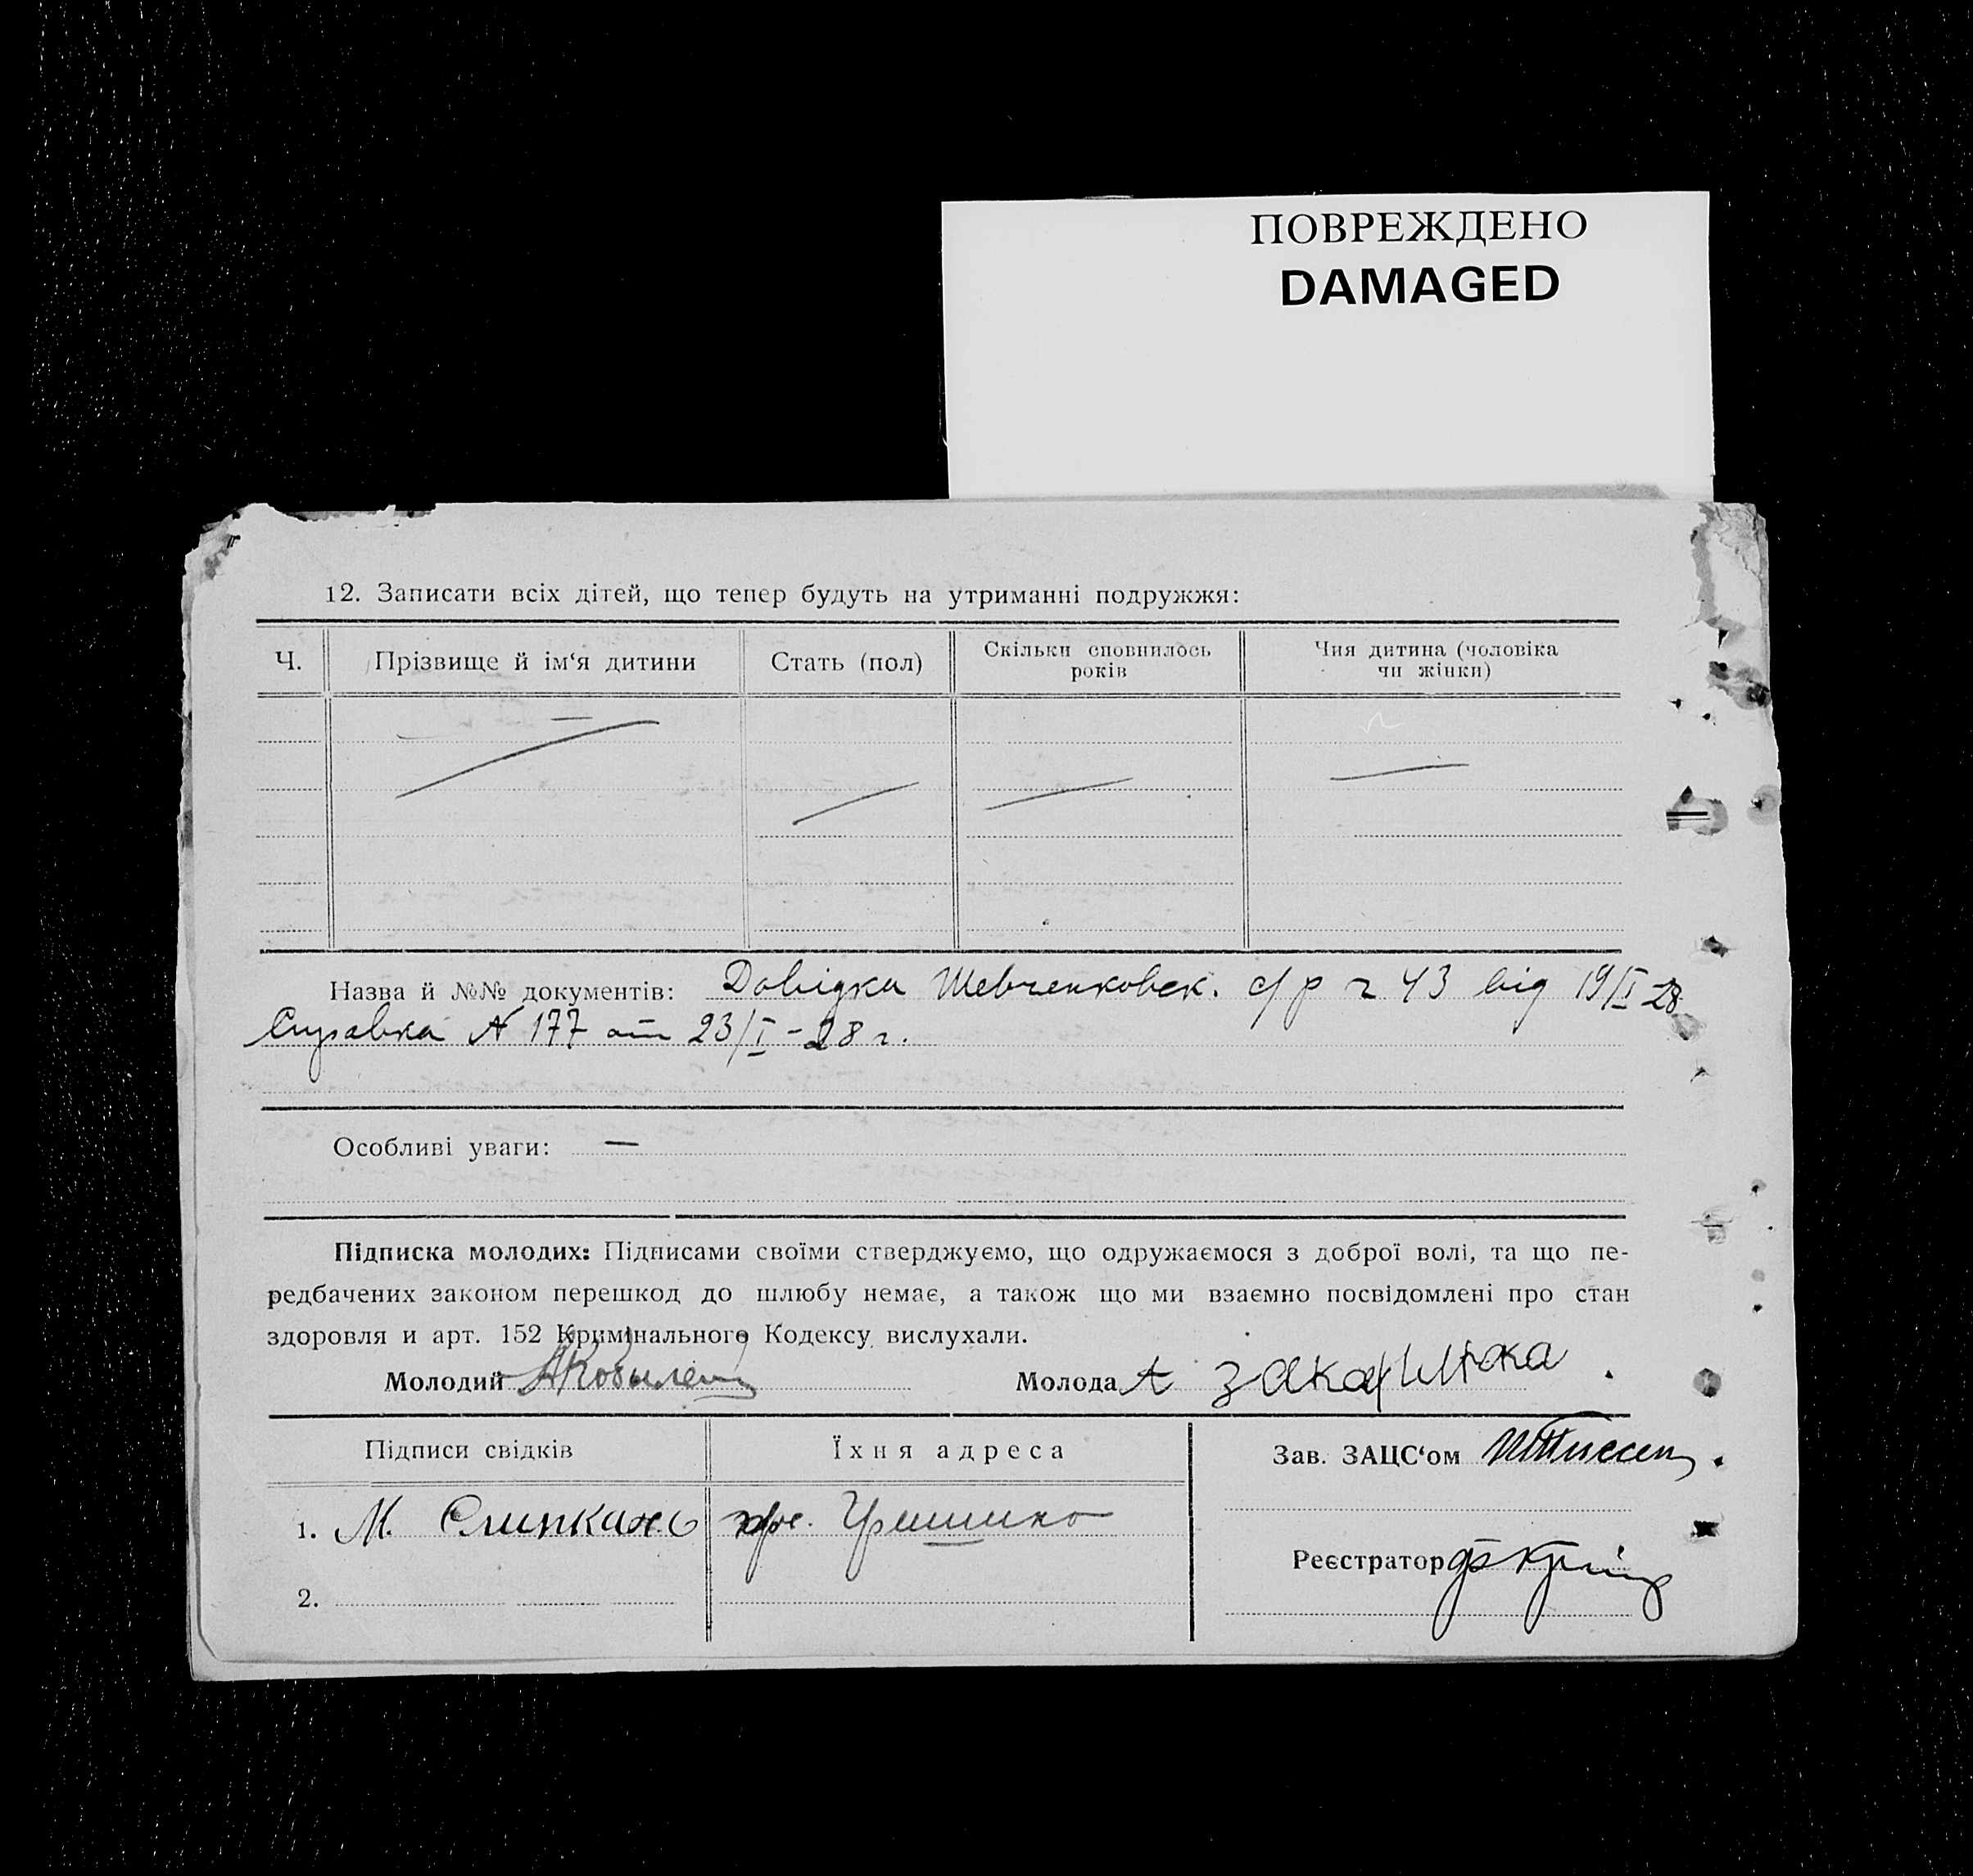 ПОВРЕЖДЕНО
DAMAGED
12. Записати всіх дітей, що тепер будуть на утриманні подружжя:
Ч. Прізвище й ім‘я дитини Стать (пол) Скільки сповнилось років Чия дитина (чоловіка чи жінки)
Назва й №№ документів: Довідка Шевченковск. с/р ч 43 від 19/I 28
Справка № 177 от 23/I – 28 г.
Особливі уваги: —
Підписка молодих: Підписами своїми стверджуємо, що одружаємося з доброї волі, та що пе-
редбачених законом перешкод до шлюбу немає, а також що ми взаємно посвідомлені про стан
здоровля и арт. 152 Кримінального Кодексу вислухали.
Молодий Молода А
Підписи свідків Їхня адреса Зав. ЗАЦС‘ом
1. М. Слипкань
Реєстратор
2.